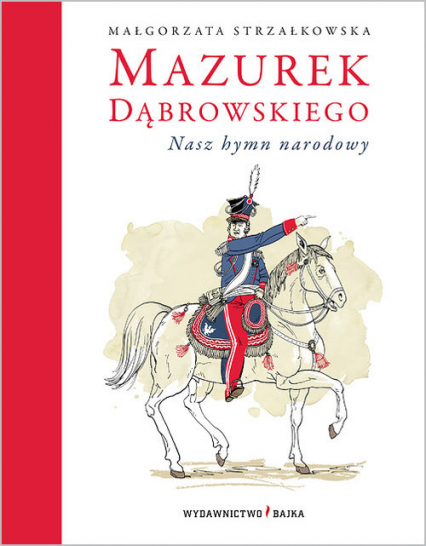 MAŁGORZATA STRZAŁKOWSKA
MAZUREK
DĄBROWSKIEGO
Nasz hymn narodowy
WYDAWNICTWO BAJKA